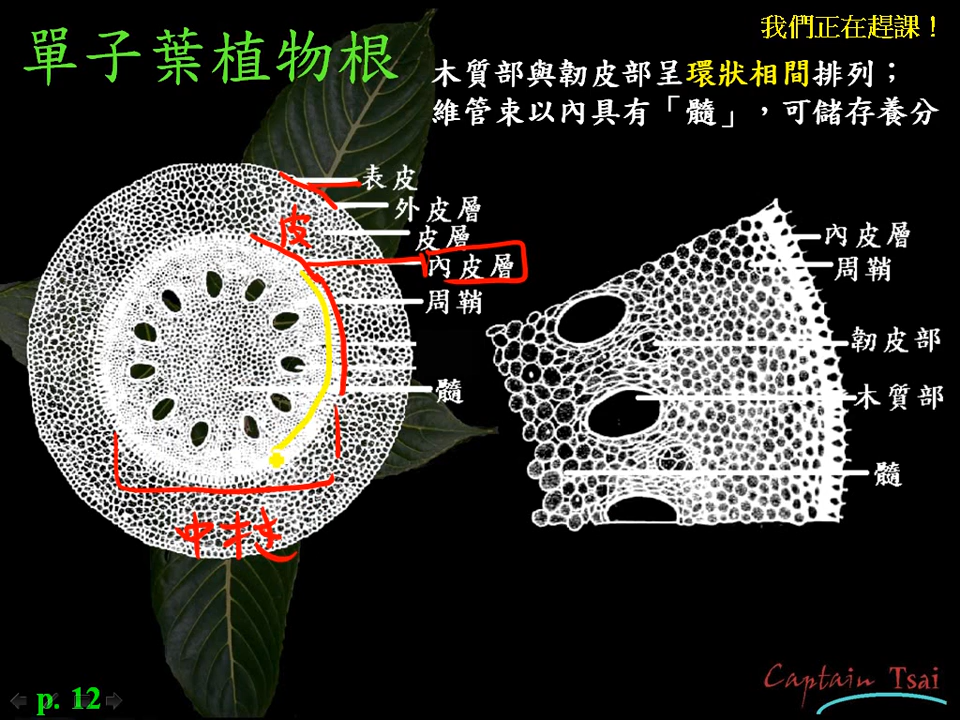 我們正在趕課！
單子葉植物根
木質部與韌皮部呈環狀相間排列；
維管束以內具有「髓」，可儲存養分
表皮
外皮層
皮層
內皮層
周鞘
髓
皮
中柱
內皮層
周鞘
韌皮部
木質部
髓
p. 12
Captain Tsai